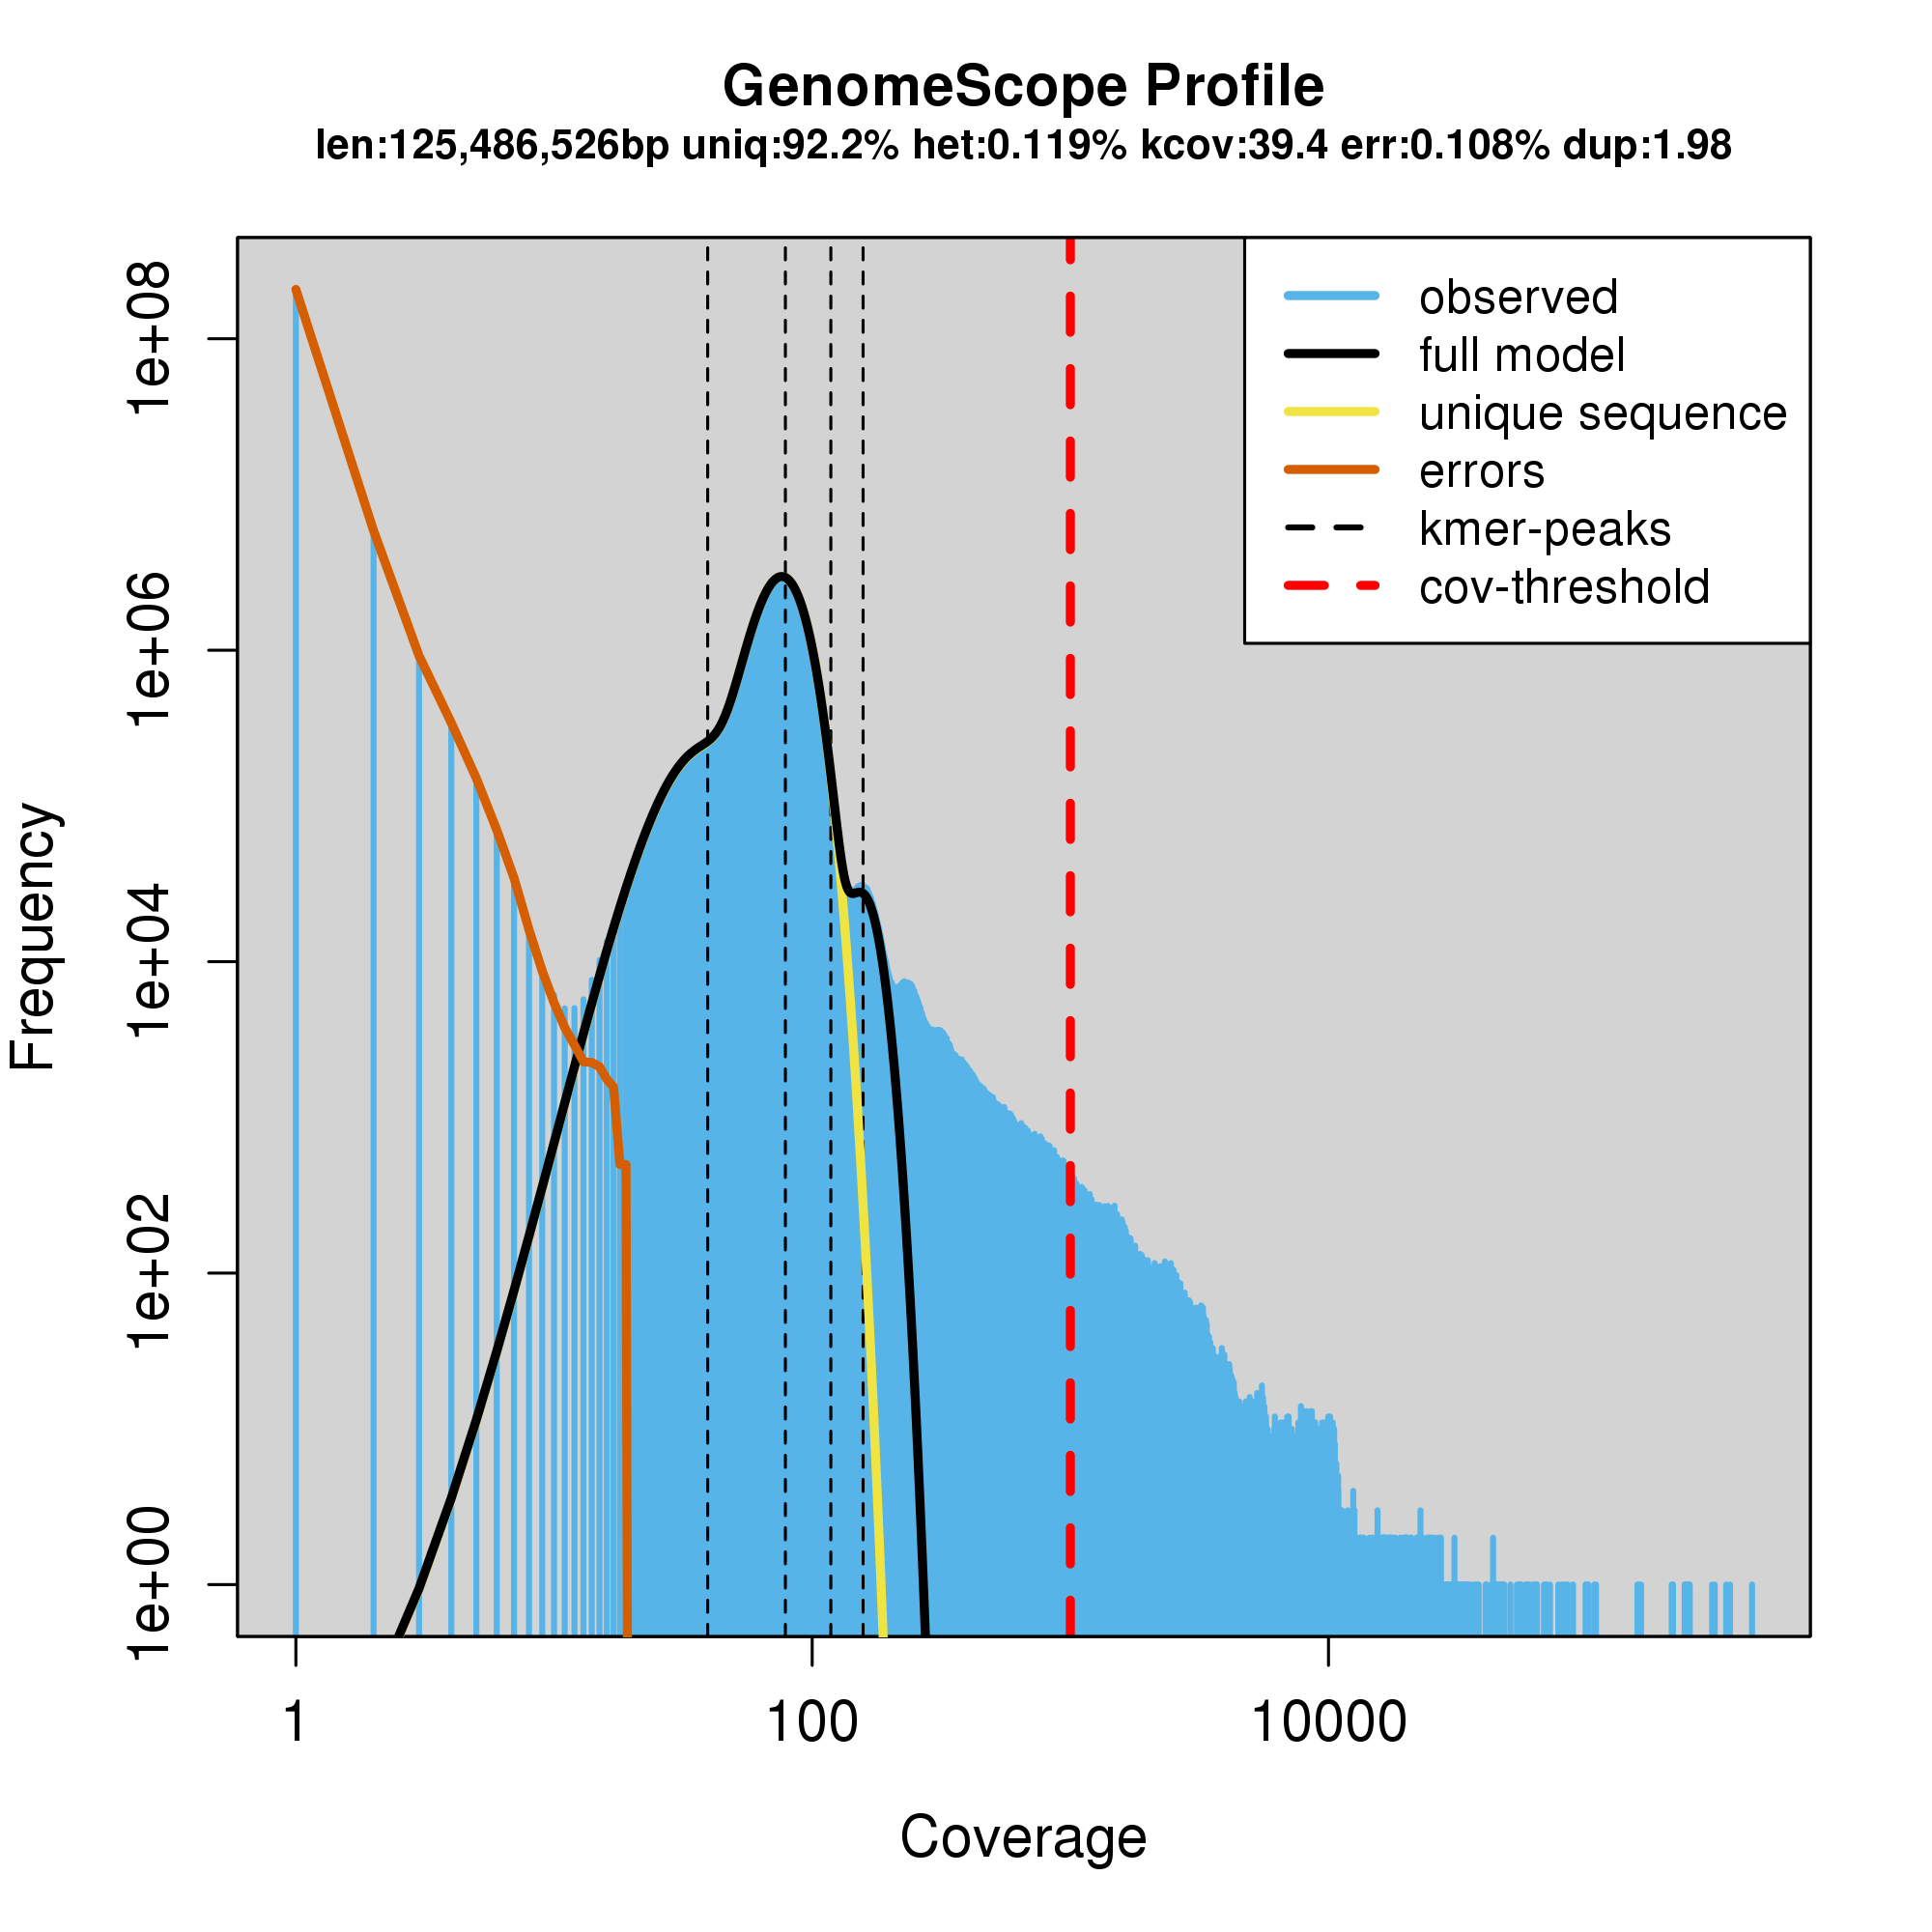 GenomeScope Profile
len:125,486,526bp uniq:92.2% het:0.119% kcov:39.4 err:0.108% dup:1.98
observed
full model
unique sequence
errors
kmer-peaks
cov-threshold
Frequency
1e+08
1e+06
1e+04
1e+02
1e+00
1
100
10000
Coverage